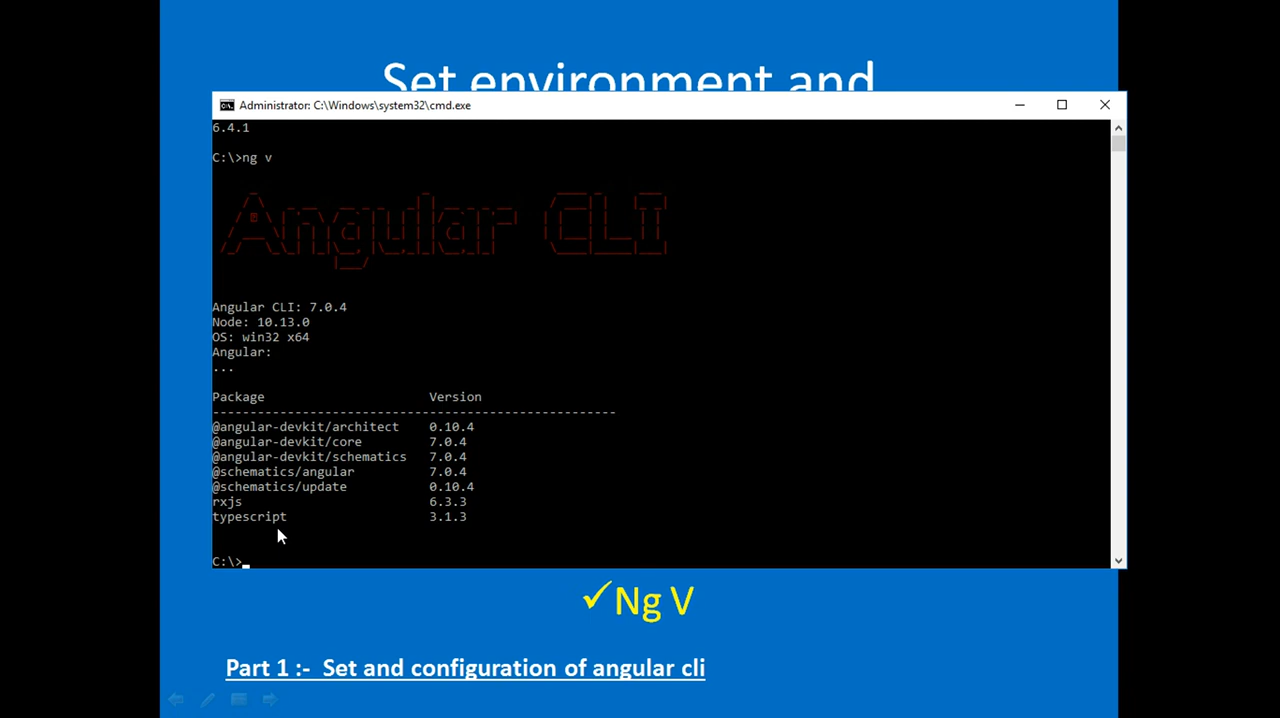 Set environment and
Administrator: C:\Windows\system32\cmd.exe
6.4.1
C:\>ng v
Angular CLI
Angular CLI: 7.0.4
Node: 10.13.0
OS: win32 x64
Angular:
...
Package Version
------------------------------------------------------
@angular-devkit/architect 0.10.4
@angular-devkit/core 7.0.4
@angular-devkit/schematics 7.0.4
@schematics/angular 7.0.4
@schematics/update 0.10.4
rxjs 6.3.3
typescript 3.1.3
C:\>
✓Ng V
Part 1 :- Set and configuration of angular cli